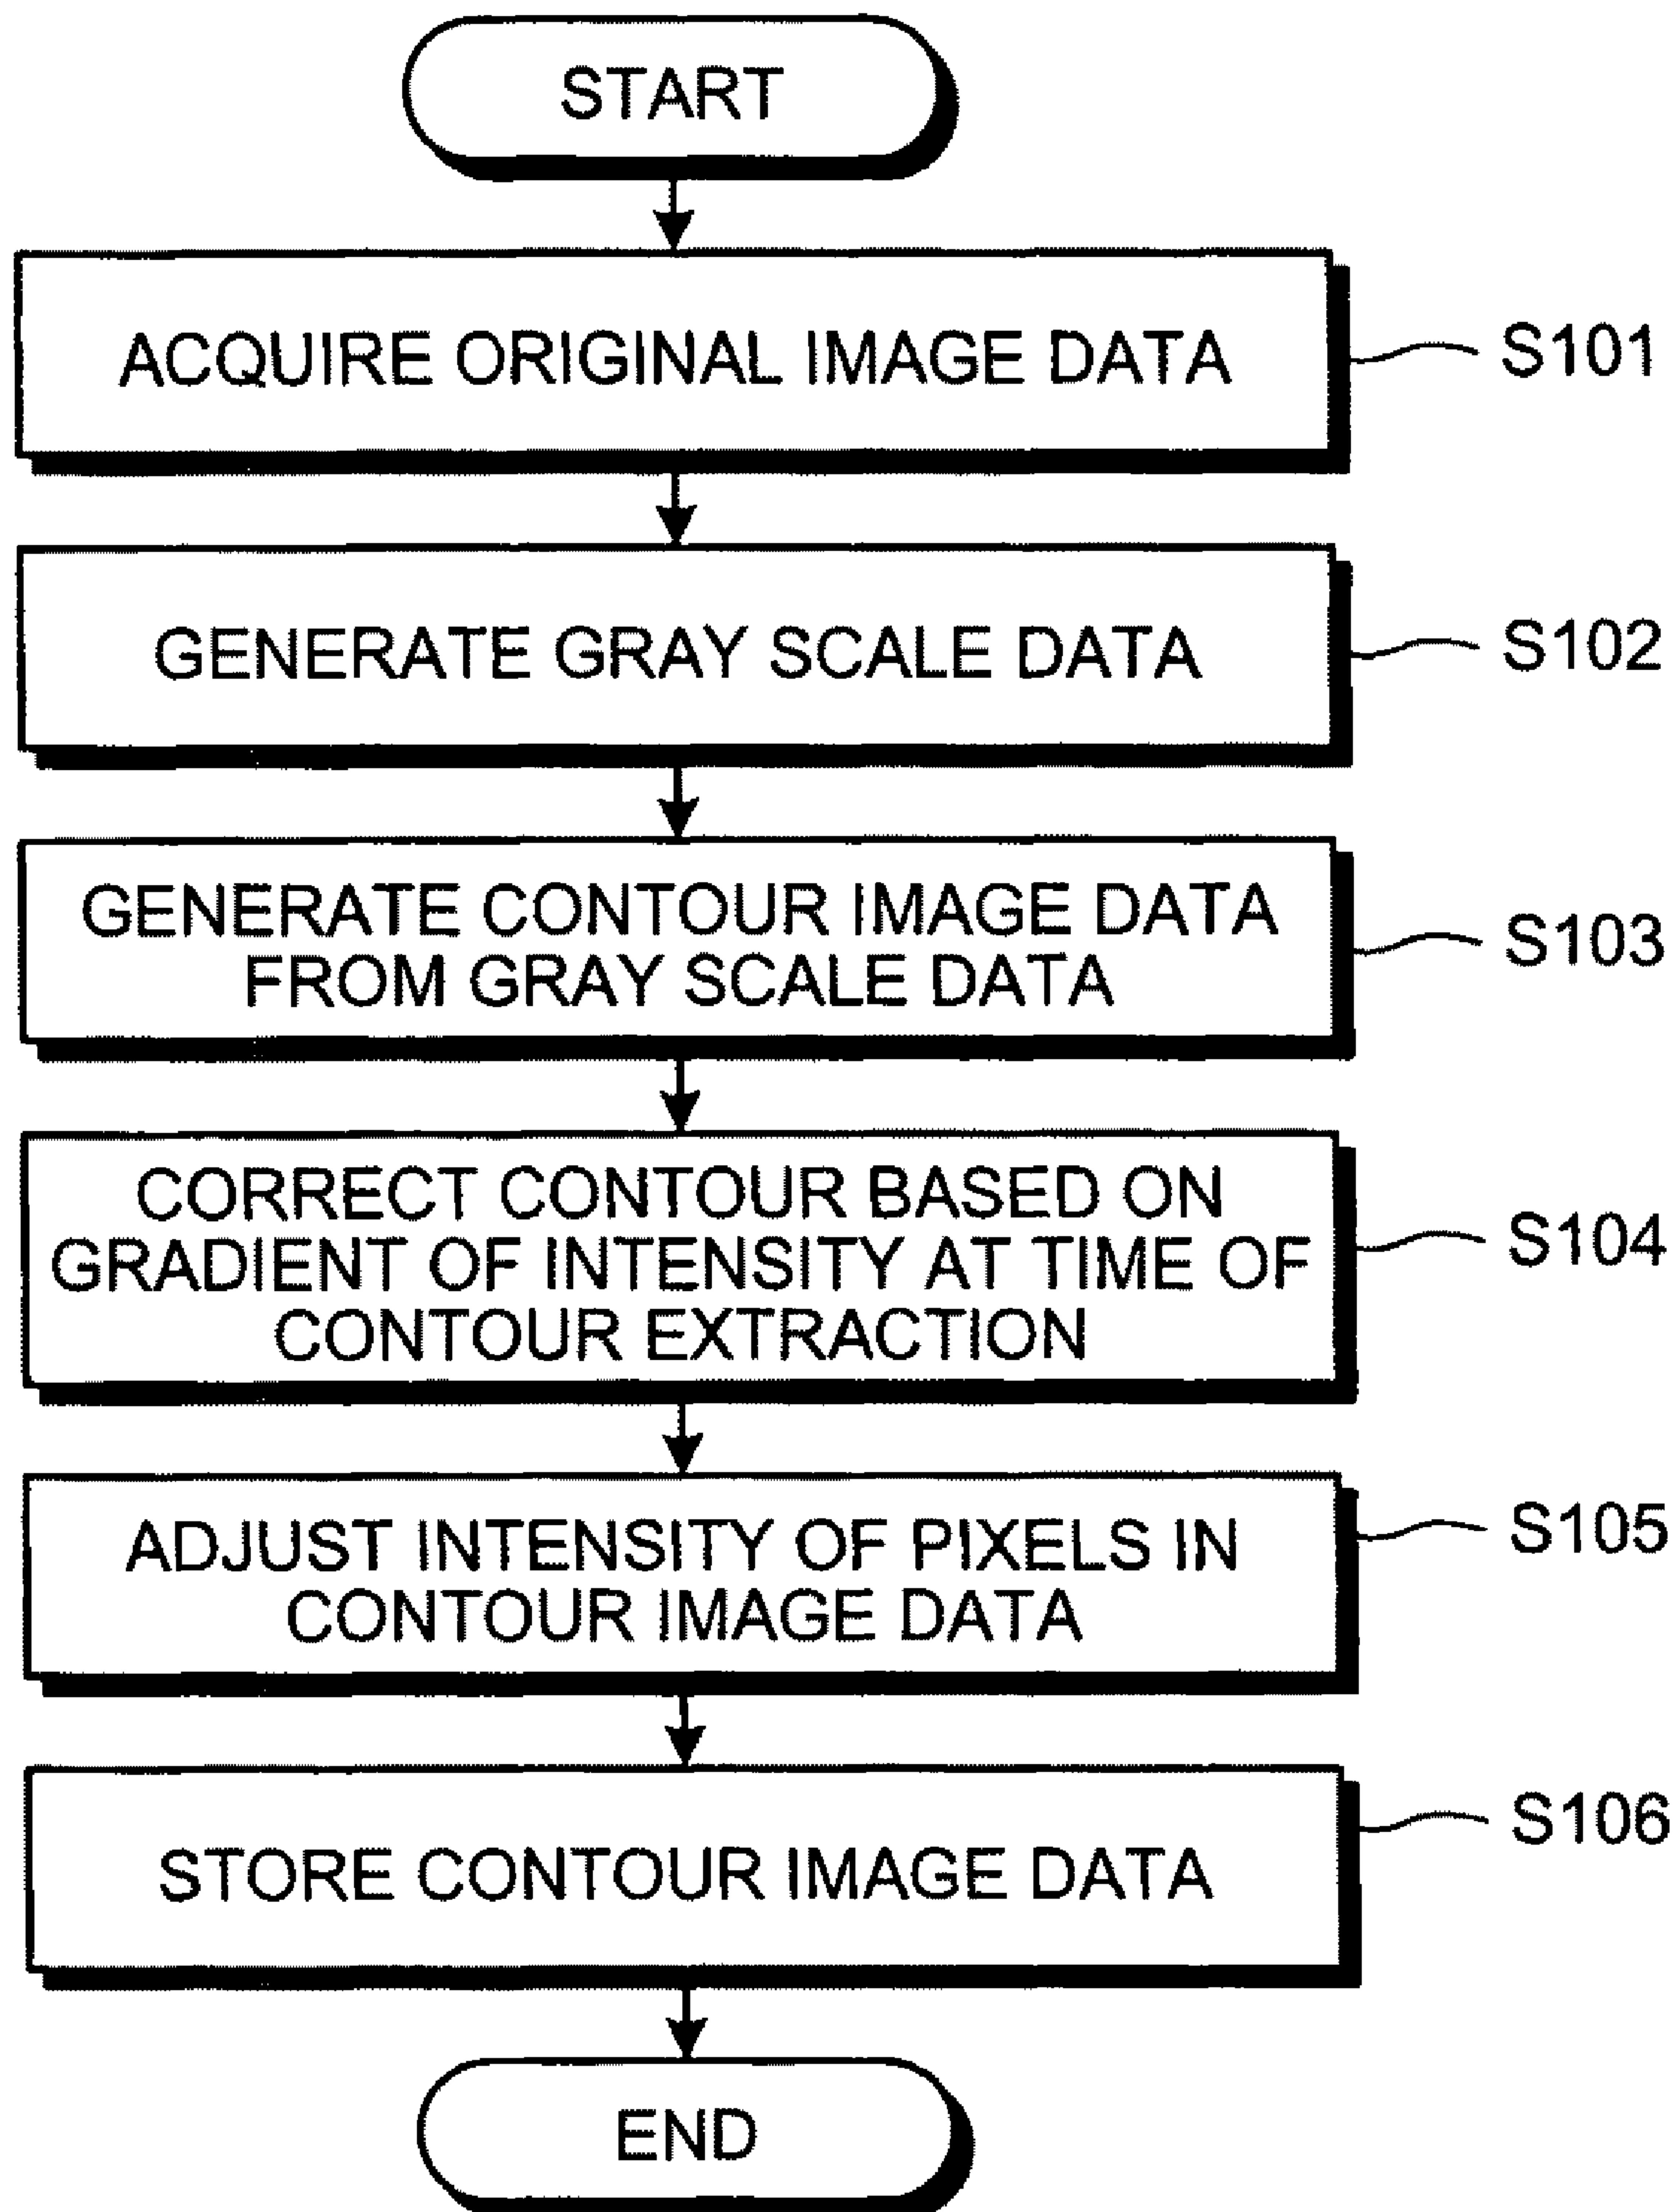 START
ACQUIRE ORIGINAL IMAGE DATA
S101
GENERATE GRAY SCALE DATA
S102
GENERATE CONTOUR IMAGE DATA
FROM GRAY SCALE DATA
S103
CORRECT CONTOUR BASED ON
GRADIENT OF INTENSITY AT TIME OF
CONTOUR EXTRACTION
S104
ADJUST INTENSITY OF PIXELS IN
CONTOUR IMAGE DATA
S105
STORE CONTOUR IMAGE DATA
S106
END